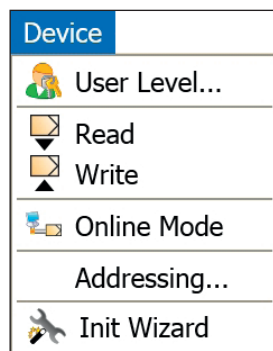 Device
User Level...
Read
Write
Online Mode
Addressing...
Init Wizard